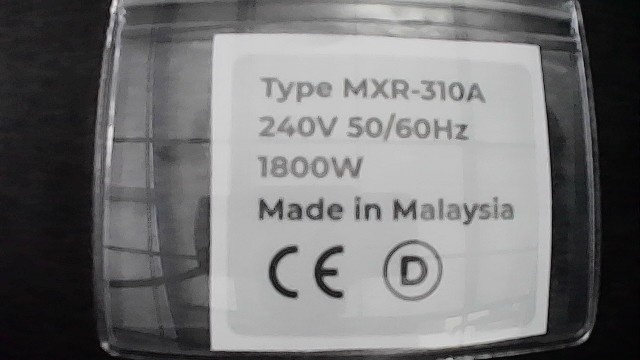 Type MXR-310A
240V 50/60Hz
1800W
Made in Malaysia
CE D